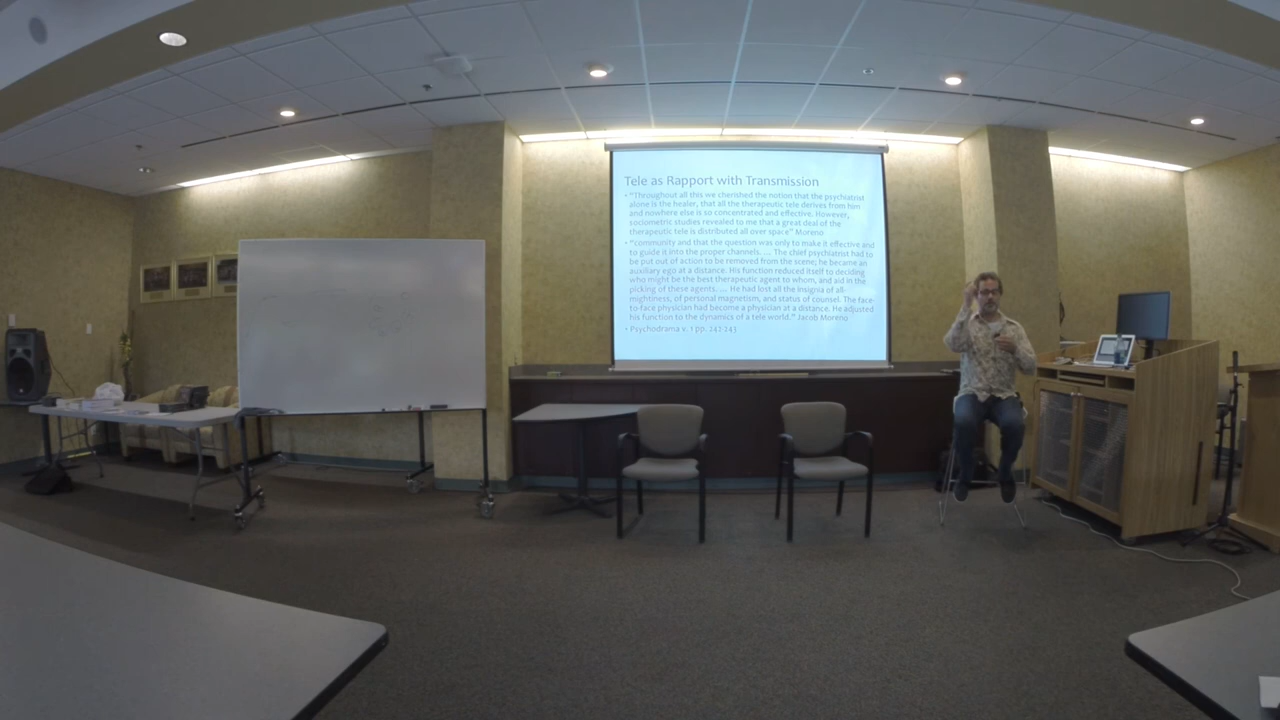 Tele as Rapport with Transmission
• "Throughout all this we cherished the notion that the psychiatrist
alone is the healer, that all the therapeutic tele derives from him
and nowhere else is so concentrated and effective. However,
sociometric studies revealed to me that a great deal of the
therapeutic tele is distributed all over space" Moreno
• "community and that the question was only to make it effective and
to guide it into the proper channels. ... The chief psychiatrist had to
be put out of action to be removed from the scene; he became an
auxiliary ego at a distance. His function reduced itself to deciding
who might be the best therapeutic agent to whom, and aid in the
picking of these agents. ... He had lost all the insignia of all-
mightiness, of personal magnetism, and status of counsel. The face-
to-face physician had become a physician at a distance. He adjusted
his function to the dynamics of a tele world." Jacob Moreno
• Psychodrama v. 1 pp. 242-243